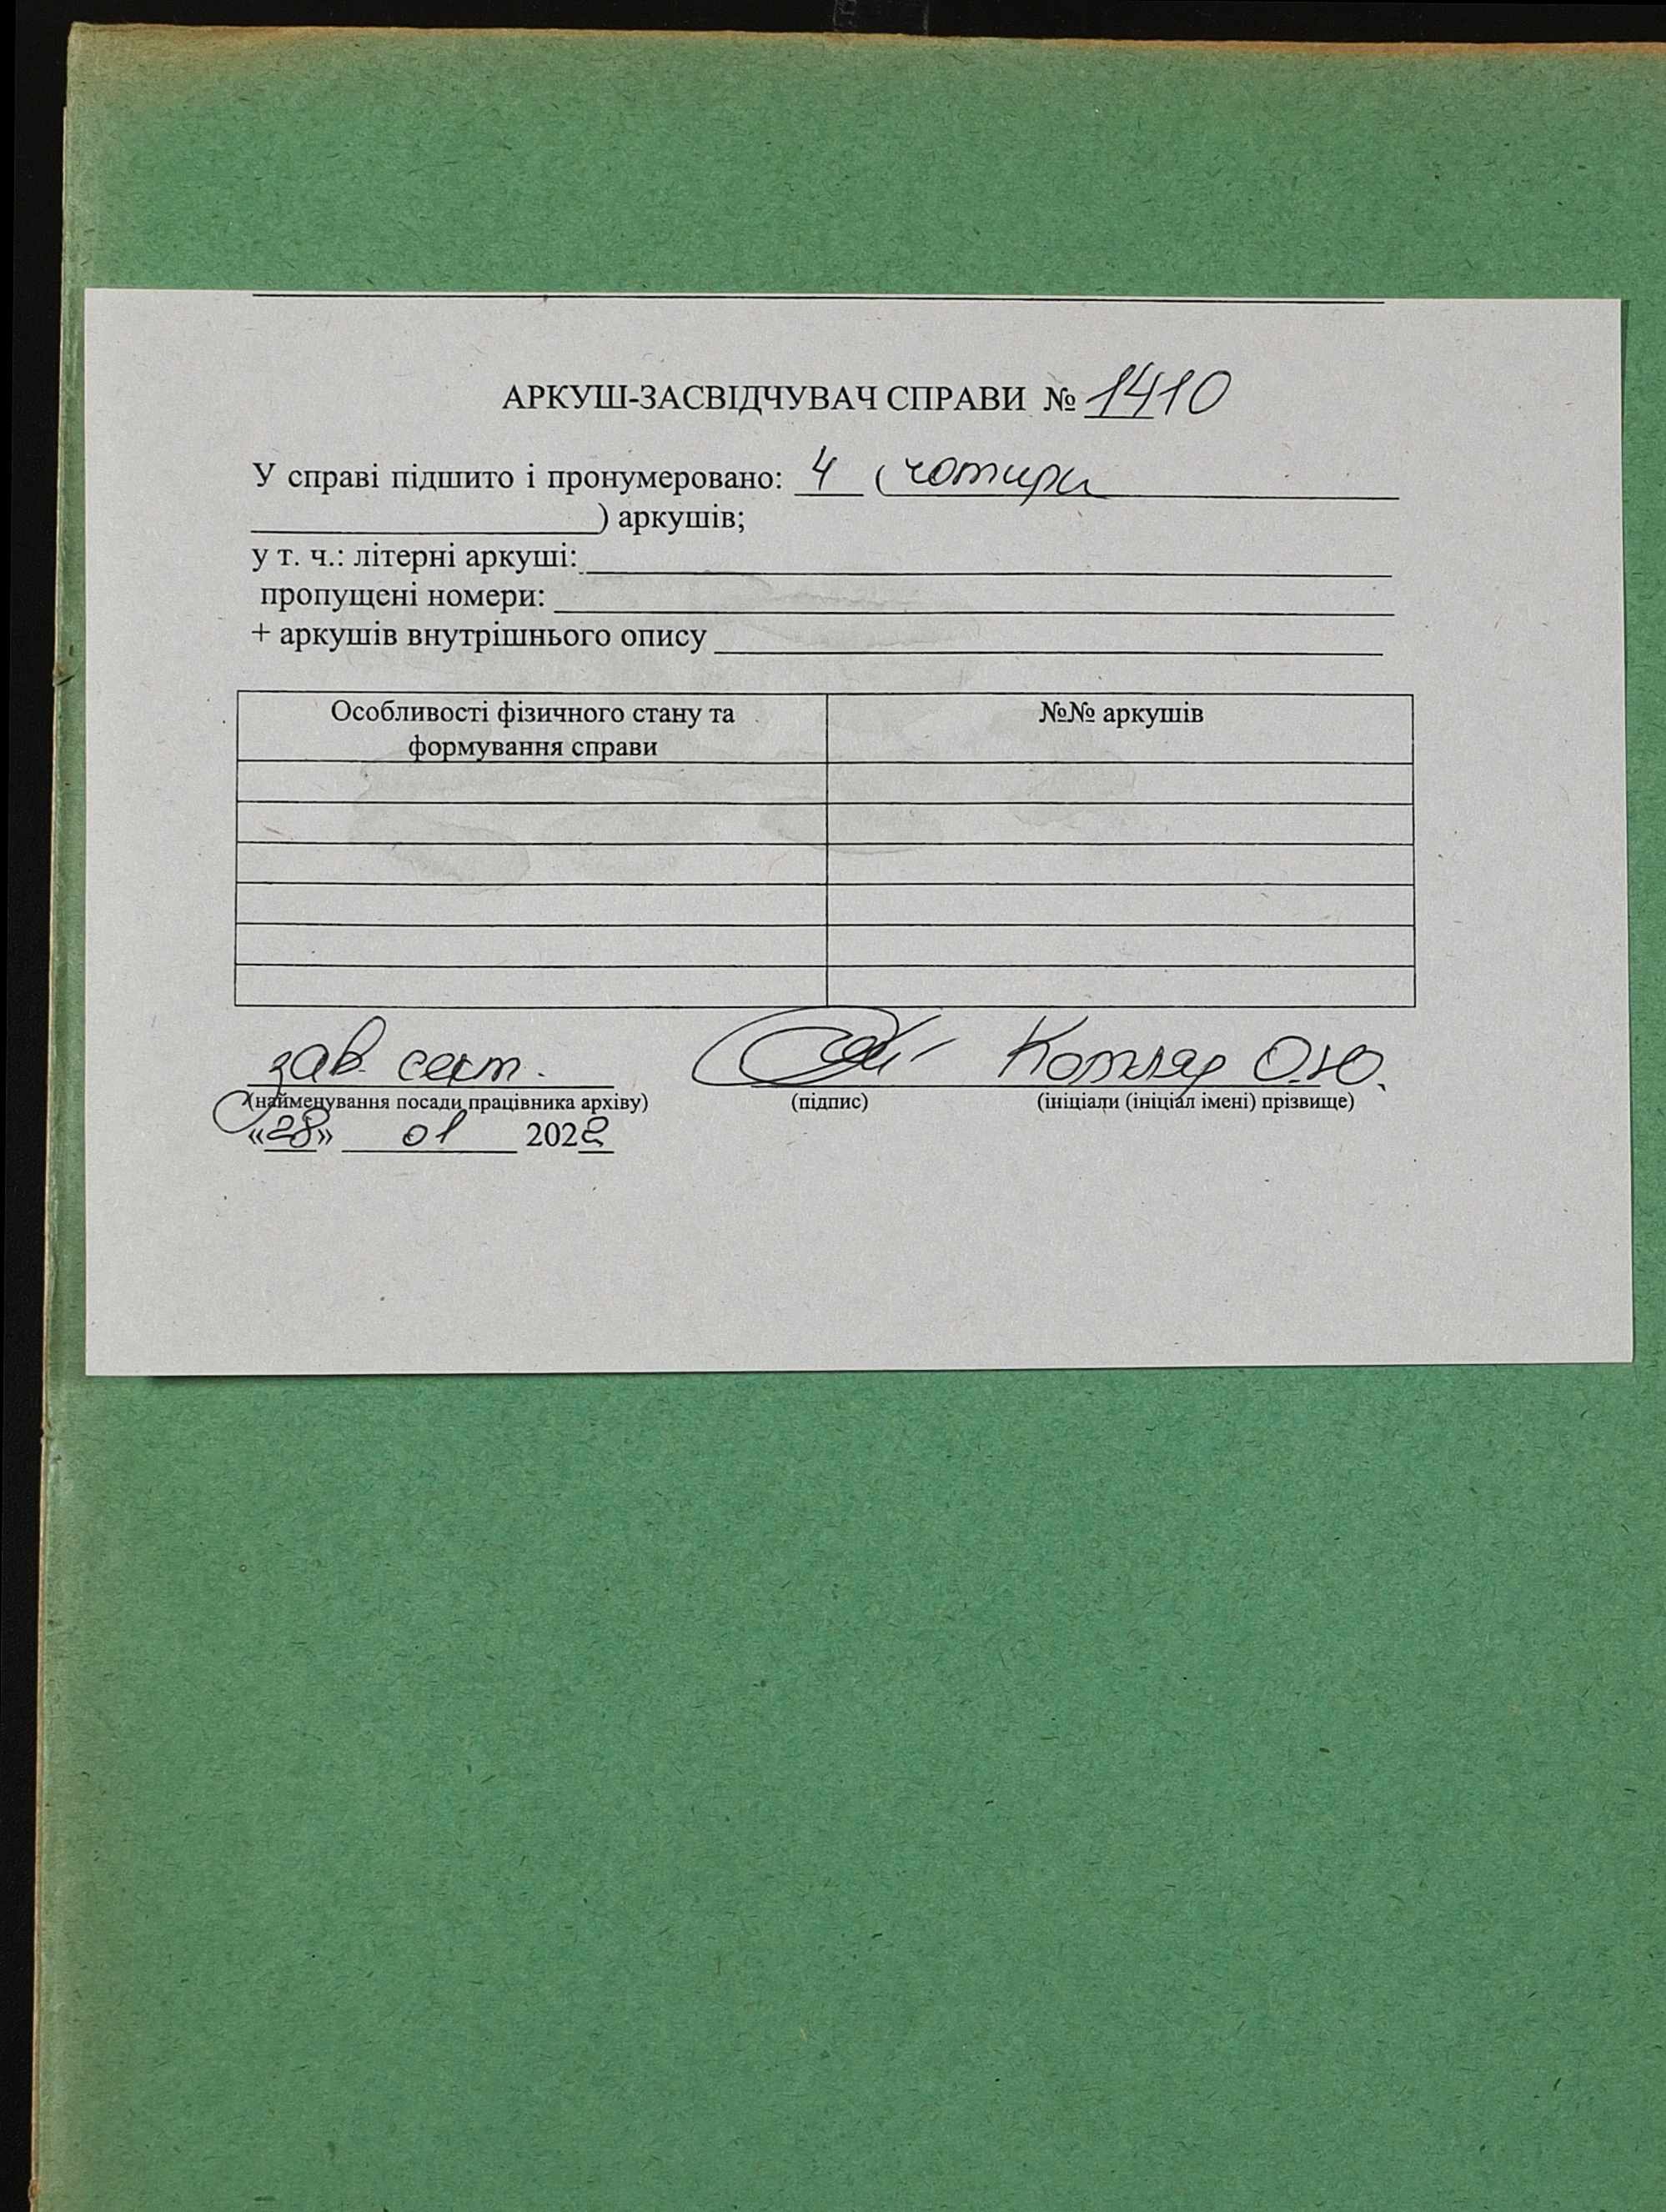 АРКУШ-ЗАСВІДЧУВАЧ СПРАВИ № 1410
У справі підшито і пронумеровано: 4 (чотири
) аркушів;
у т. ч.: літерні аркуші:
пропущені номери:
+ аркушів внутрішнього опису
Особливості фізичного стану та формування справи
№№ аркушів
зав. сект. Котляр О.Ю.
(найменування посади працівника архіву) (підпис) (ініціали (ініціал імені) прізвище)
«28» 01 2022